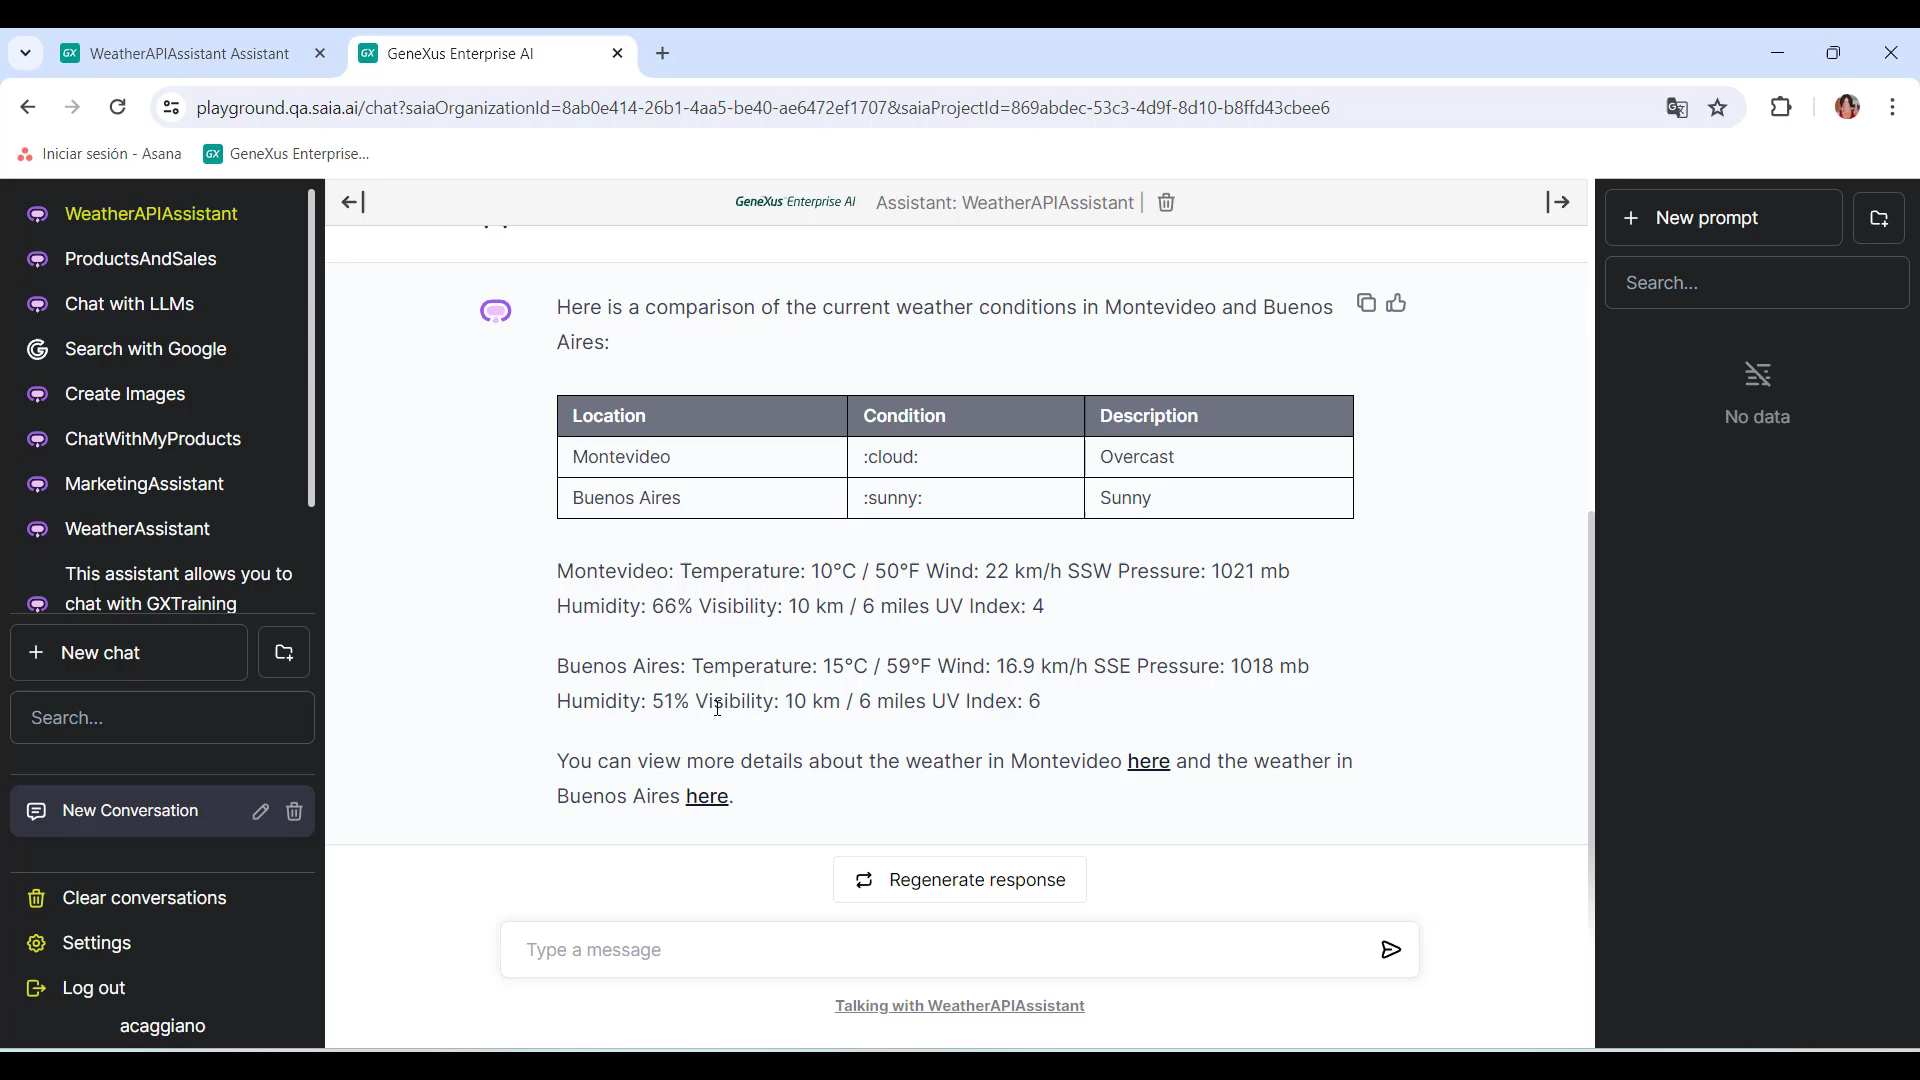 GX WeatherAPIAssistant Assistant
GX GeneXus Enterprise AI
playground.qa.saia.ai/chat?saiaOrganizationId=8ab0e414-26b1-4aa5-be40-ae6472ef1707&saiaProjectId=869abdec-53c3-4d9f-8d10-b8ffd43cbee6
Iniciar sesión - Asana
GX GeneXus Enterprise...
WeatherAPIAssistant
ProductsAndSales
Chat with LLMs
Search with Google
Create Images
ChatWithMyProducts
MarketingAssistant
WeatherAssistant
This assistant allows you to
chat with GXTraining
New chat
Search...
New Conversation
Clear conversations
Settings
Log out
acaggiano
GeneXus Enterprise AI
Assistant: WeatherAPIAssistant
Here is a comparison of the current weather conditions in Montevideo and Buenos
Aires:
Location Condition Description
Montevideo :cloud: Overcast
Buenos Aires :sunny: Sunny
Montevideo: Temperature: 10°C / 50°F Wind: 22 km/h SSW Pressure: 1021 mb
Humidity: 66% Visibility: 10 km / 6 miles UV Index: 4
Buenos Aires: Temperature: 15°C / 59°F Wind: 16.9 km/h SSE Pressure: 1018 mb
Humidity: 51% Visibility: 10 km / 6 miles UV Index: 6
You can view more details about the weather in Montevideo here and the weather in
Buenos Aires here.
Regenerate response
Type a message
Talking with WeatherAPIAssistant
New prompt
Search...
No data